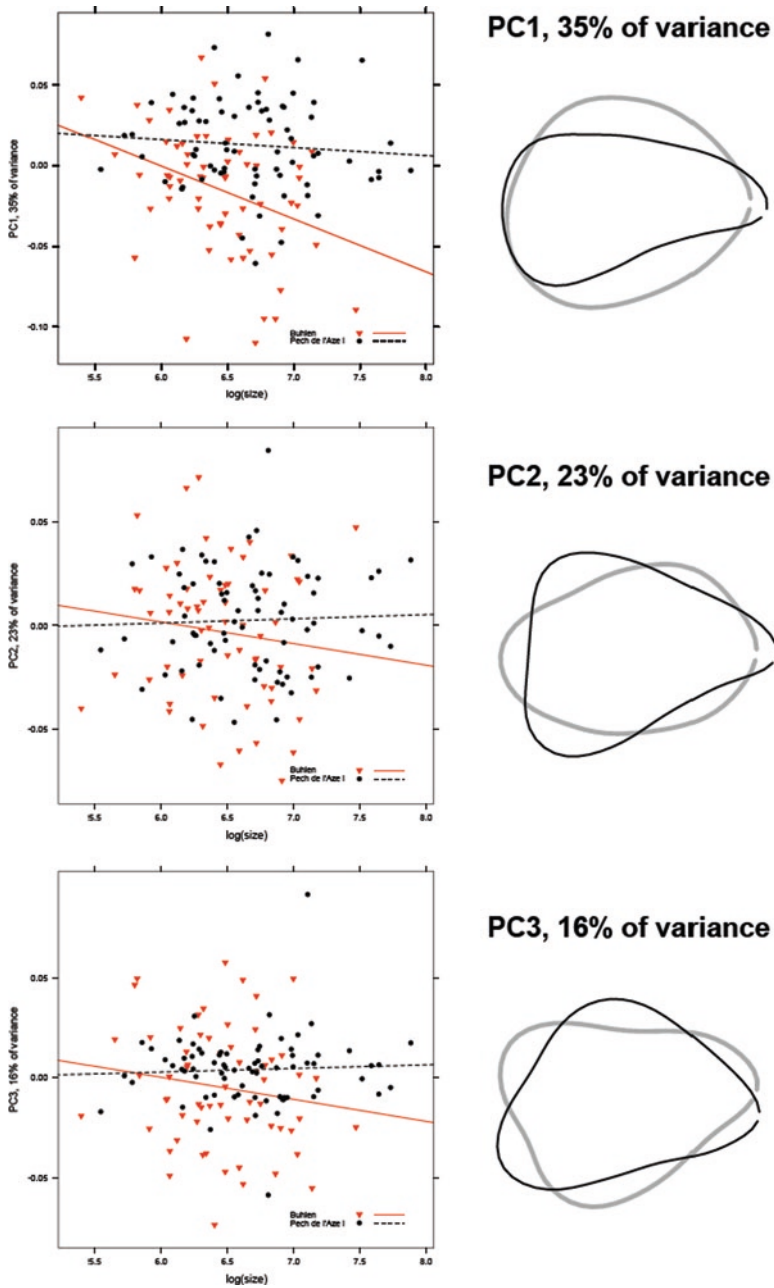 PC1, 35% of variance
0.05
0.00
-0.05
-0.10
PC1, 35% of variance
Buhlen
Pech de l'Aze I
5.5 6.0 6.5 7.0 7.5 8.0
log(size)
PC2, 23% of variance
0.05
0.00
-0.05
PC2, 23% of variance
Buhlen
Pech de l'Aze I
5.5 6.0 6.5 7.0 7.5 8.0
log(size)
PC3, 16% of variance
0.05
0.00
-0.05
PC3, 16% of variance
Buhlen
Pech de l'Aze I
5.5 6.0 6.5 7.0 7.5 8.0
log(size)